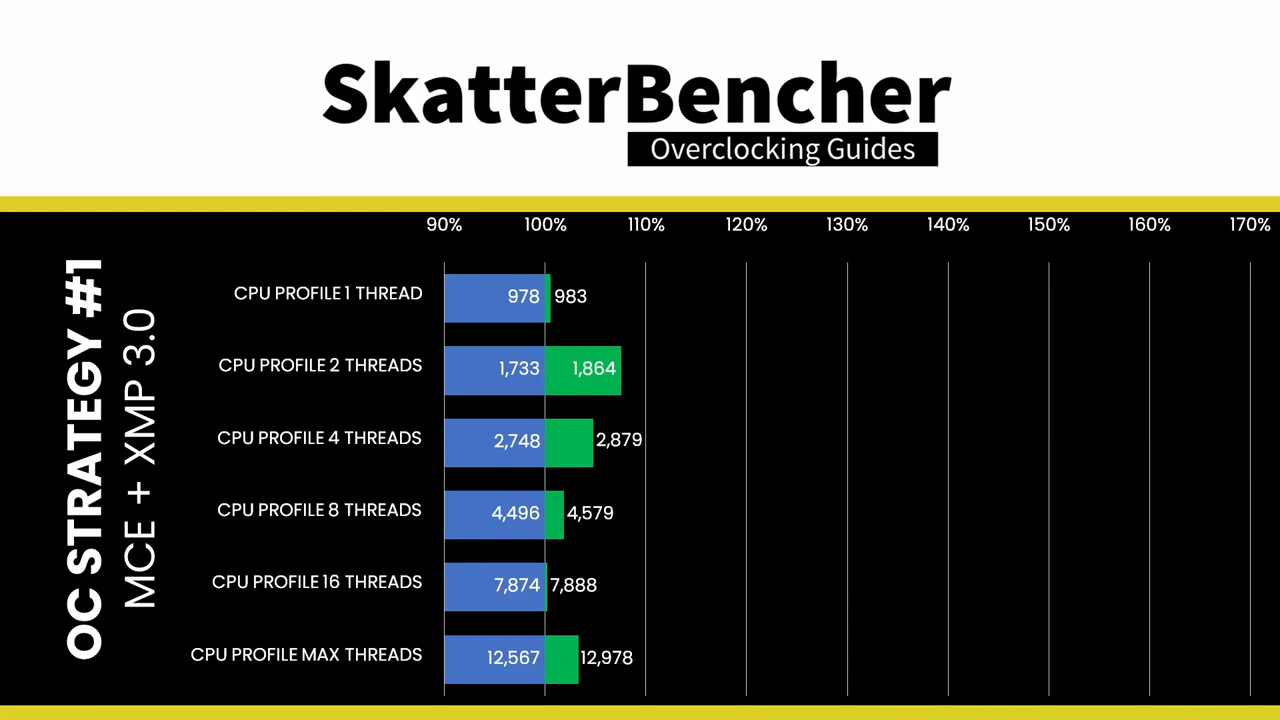 SkatterBencher
Overclocking Guides
90% 100% 110% 120% 130% 140% 150% 160% 170%
OC STRATEGY #1
MCE + XMP 3.0
CPU PROFILE 1 THREAD 978 983
CPU PROFILE 2 THREADS 1,733 1,864
CPU PROFILE 4 THREADS 2,748 2,879
CPU PROFILE 8 THREADS 4,496 4,579
CPU PROFILE 16 THREADS 7,874 7,888
CPU PROFILE MAX THREADS 12,567 12,978